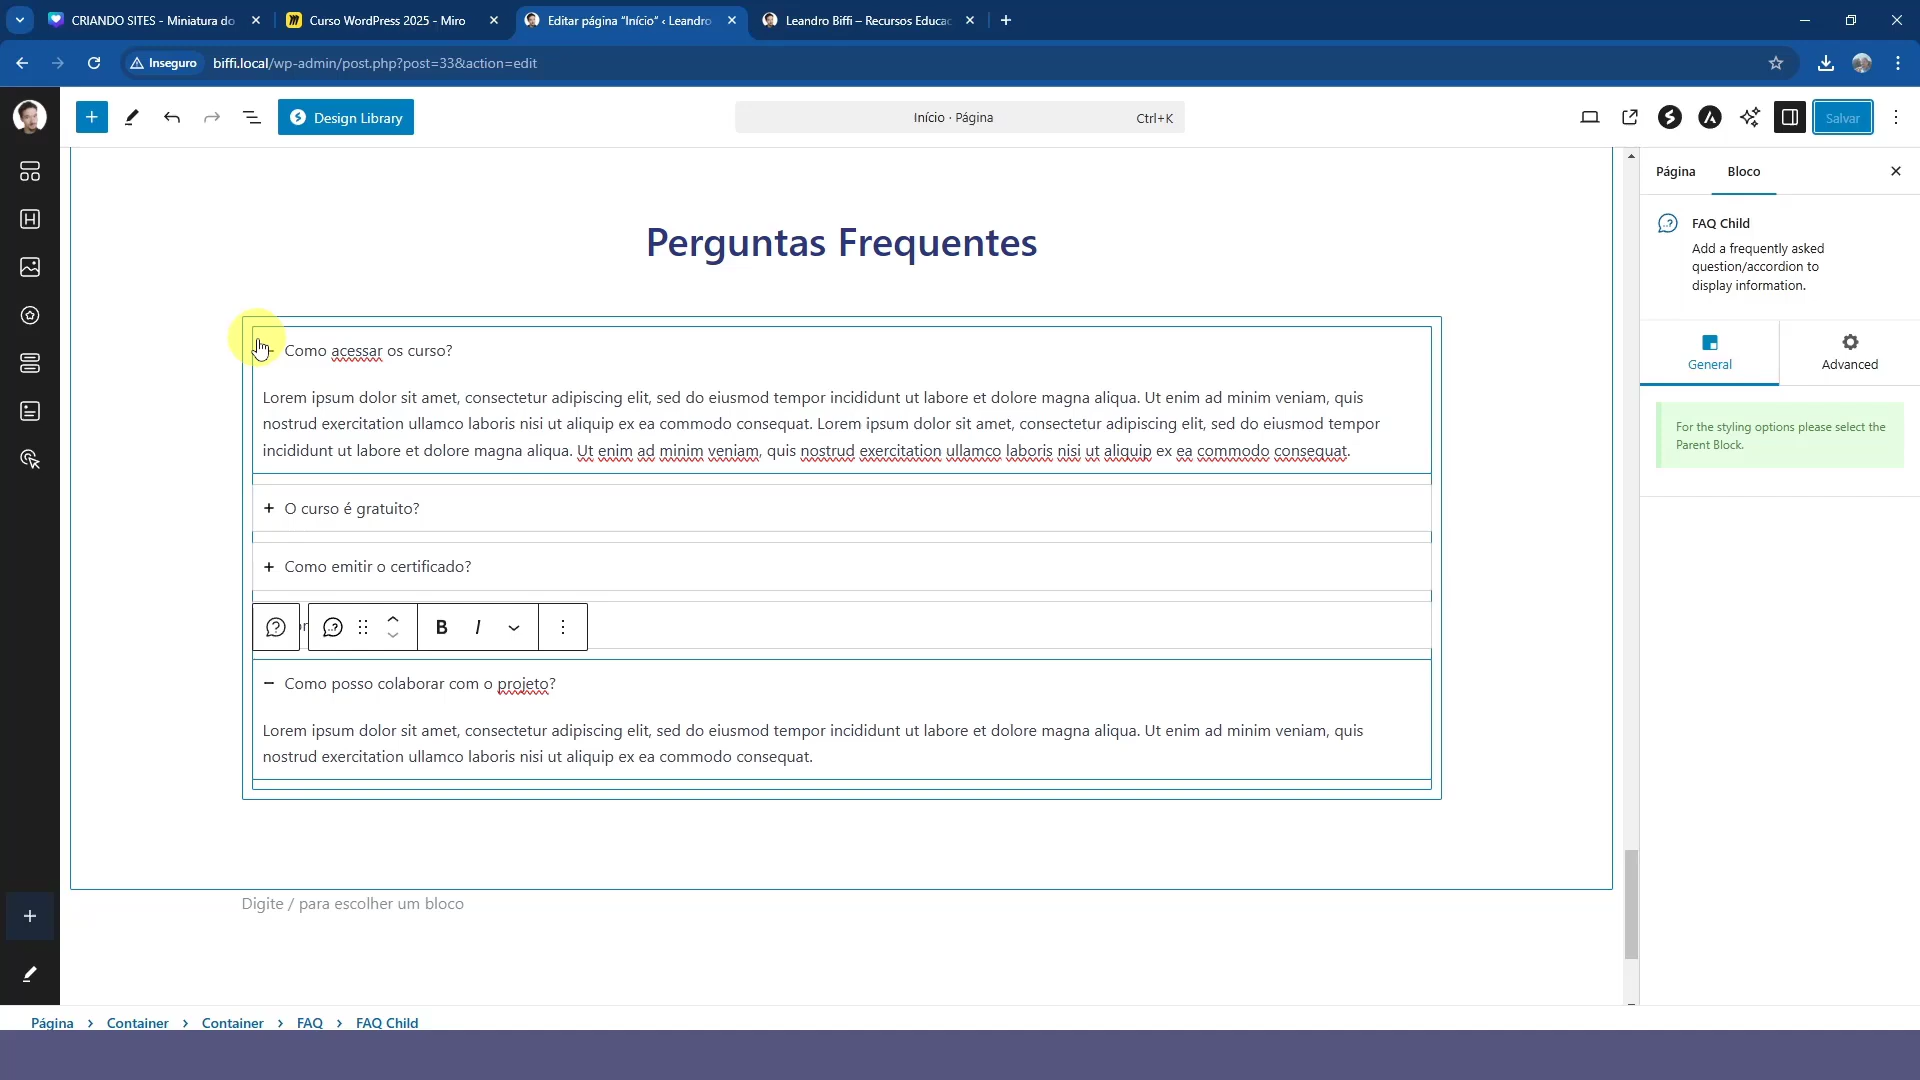 CRIANDO SITES - Miniatura do
Curso WordPress 2025 - Miro
Editar página “Início” ‹ Leandro
Leandro Biffi – Recursos Educac
Inseguro
biffi.local/wp-admin/post.php?post=33&action=edit
Design Library
Início · Página
Ctrl+K
Salvar
Página
Bloco
FAQ Child
Add a frequently asked
question/accordion to
display information.
General
Advanced
For the styling options please select the
Parent Block.
Perguntas Frequentes
Como acessar os curso?
Lorem ipsum dolor sit amet, consectetur adipiscing elit, sed do eiusmod tempor incididunt ut labore et dolore magna aliqua. Ut enim ad minim veniam, quis
nostrud exercitation ullamco laboris nisi ut aliquip ex ea commodo consequat. Lorem ipsum dolor sit amet, consectetur adipiscing elit, sed do eiusmod tempor
incididunt ut labore et dolore magna aliqua. Ut enim ad minim veniam, quis nostrud exercitation ullamco laboris nisi ut aliquip ex ea commodo consequat.
+ O curso é gratuito?
+ Como emitir o certificado?
B I
− Como posso colaborar com o projeto?
Lorem ipsum dolor sit amet, consectetur adipiscing elit, sed do eiusmod tempor incididunt ut labore et dolore magna aliqua. Ut enim ad minim veniam, quis
nostrud exercitation ullamco laboris nisi ut aliquip ex ea commodo consequat.
Digite / para escolher um bloco
Página › Container › Container › FAQ › FAQ Child